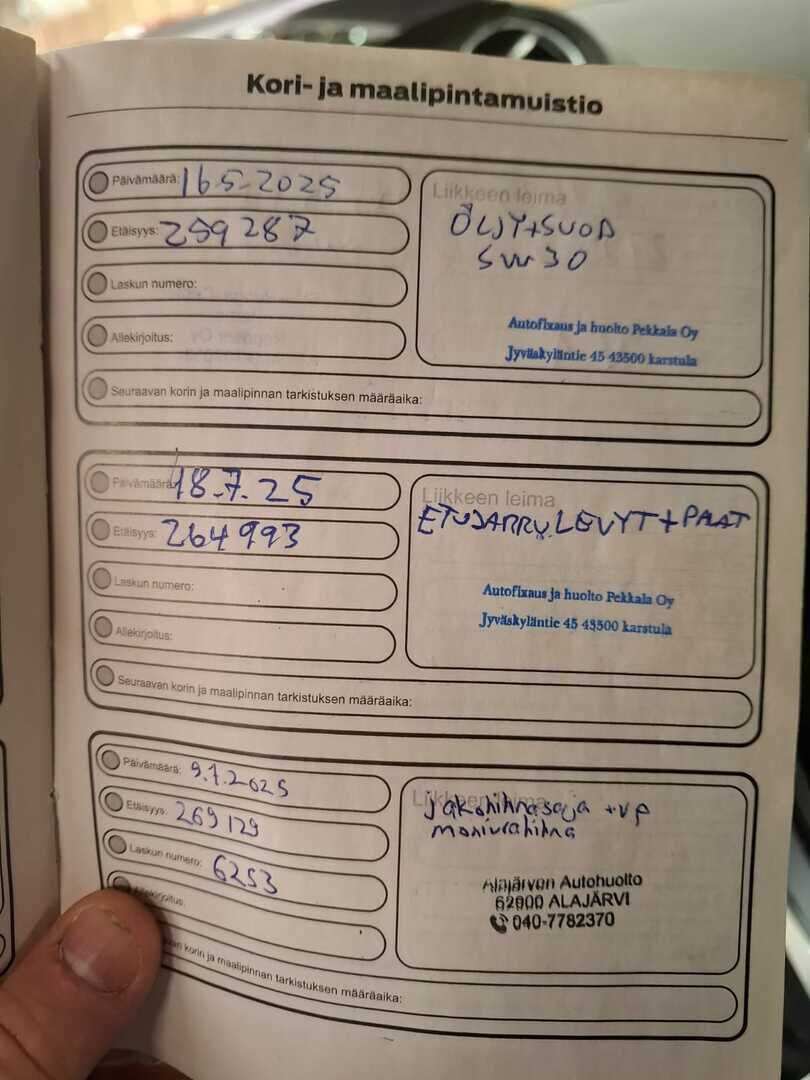 Kori- ja maalipintamuistio
Päivämäärä: 16.5-2025
Etäisyys: 259287
Laskun numero:
Allekirjoitus:
Liikkeen leima
ÖLJY+SUOD
5W30
Autofixaus ja huolto Pekkala Oy
Jyväskyläntie 45 43500 karstula
Seuraavan korin ja maalipinnan tarkistuksen määräaika:
Päivämäärä: 18.7.25
Etäisyys: 264993
Laskun numero:
Allekirjoitus:
Liikkeen leima
ETUJARRULEVYT+PALAT
Autofixaus ja huolto Pekkala Oy
Jyväskyläntie 45 43500 karstula
Seuraavan korin ja maalipinnan tarkistuksen määräaika:
Päivämäärä: 9.7.2025
Etäisyys: 269129
Laskun numero: 6253
Allekirjoitus:
Liikkeen leima
Jakohihnasarja +vp
moniurahihna
Alajärven Autohuolto
62900 ALAJÄRVI
040-7782370
korin ja maalipinnan tarkistuksen määräaika: